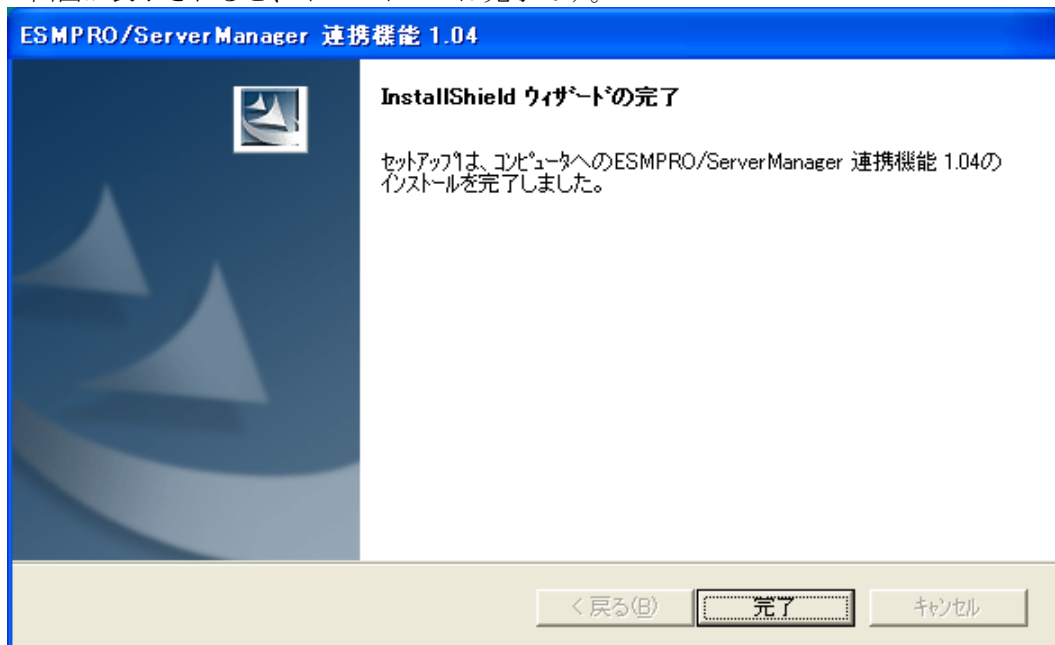 ESMPRO/ServerManager 連携機能 1.04
InstallShield ウィザードの完了
セットアップは、コンピュータへのESMPRO/ServerManager 連携機能 1.04の
インストールを完了しました。
< 戻る(B)
完了
キャンセル